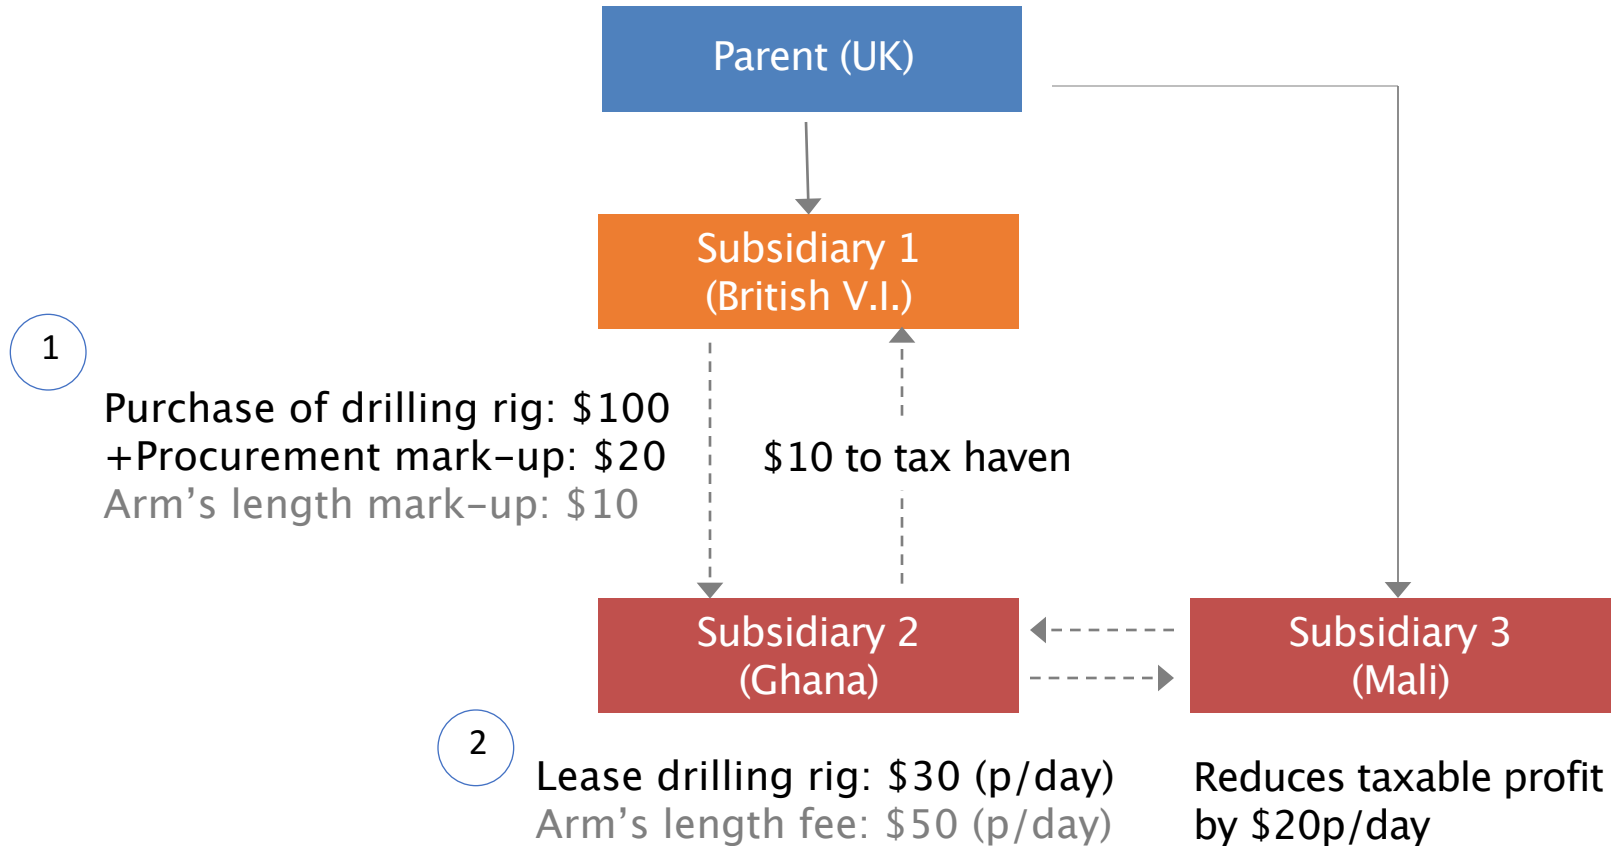 Parent (UK)
Subsidiary 1
(British V.I.)
1
Purchase of drilling rig: $100
+Procurement mark-up: $20
Arm's length mark-up: $10
$10 to tax haven
Subsidiary 2
(Ghana)
Subsidiary 3
(Mali)
2
Lease drilling rig: $30 (p/day)
Arm's length fee: $50 (p/day)
Reduces taxable profit
by $20p/day